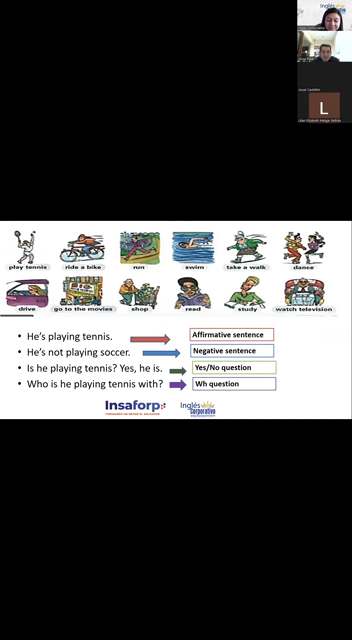 Inglés
Corporativo
L
play tennis
ride a bike
run
swim
take a walk
dance
drive
go to the movies
shop
read
study
watch television
• He's playing tennis.
Affirmative sentence
• He's not playing soccer.
Negative sentence
• Is he playing tennis? Yes, he is.
Yes/No question
• Who is he playing tennis with?
Wh question
Insaforp
Inglés
Corporativo